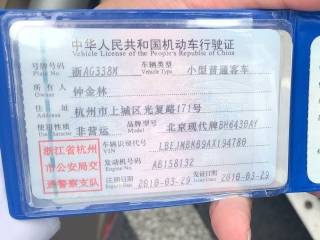 中华人民共和国机动车行驶证
Vehicle License of the People's Republic of China
号牌号码 浙AG338M 车辆类型 小型普通客车
Plate No. Vehicle Type
所有人 钟金林
Owner
住址 杭州市上城区光复路171号
Address
使用性质 非营运 品牌型号 北京现代牌BH6430AY
Use Character Model
浙江省杭州市公安局交通警察支队
车辆识别代号 LBEJMBKB9AX194780
VIN
发动机号码 AB158132
Engine No.
注册日期 2010-03-29 发证日期 2010-03-29
Register Date Issue Date